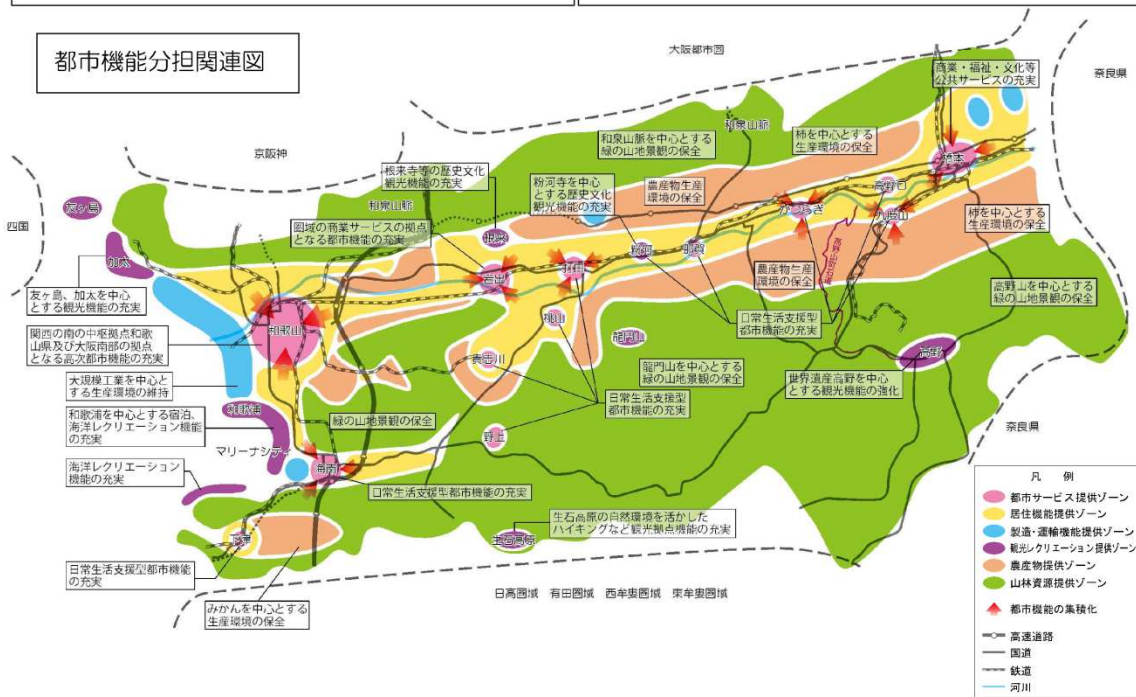 都市機能分担関連図
大阪都市圏
奈良県
京阪神
四国
商業・福祉・文化等
公共サービスの充実
和泉山脈
和泉山脈を中心とする
緑の山地景観の保全
柿を中心とする
生産環境の保全
橋本
根来寺等の歴史文化
観光機能の充実
粉河寺を中心
とする歴史文化
観光機能の充実
農産物生産
環境の保全
高野口
かつらぎ
九度山
友ヶ島
和泉山脈
圏域の商業サービスの拠点
となる都市機能の充実
根来
粉河
那賀
柿を中心とする
生産環境の保全
加太
岩出
打田
農産物生産
環境の保全
高野山町石道
高野山を中心とする
緑の山地景観の保全
友ヶ島、加太を中心
とする観光機能の充実
桃山
日常生活支援型
都市機能の充実
和歌山
関西の南の中枢拠点和歌
山県及び大阪南部の拠点
となる高次都市機能の充実
龍門山
高野
貴志川
龍門山を中心とする
緑の山地景観の保全
世界遺産高野を中心
とする観光機能の強化
大規模工業を中心と
する生産環境の維持
日常生活支援型
都市機能の充実
和歌浦
和歌浦を中心とする宿泊、
海洋レクリエーション機能
の充実
緑の山地景観の保全
奈良県
野上
マリーナシティ
海南
海洋レクリエーション
機能の充実
日常生活支援型都市機能の充実
生石高原の自然環境を活かした
ハイキングなど観光拠点機能の充実
生石高原
下津
日常生活支援型都市機能
の充実
日高圏域 有田圏域 西牟婁圏域 東牟婁圏域
みかんを中心とする
生産環境の保全
凡 例
都市サービス提供ゾーン
居住機能提供ゾーン
製造・運輸機能提供ゾーン
観光レクリエーション提供ゾーン
農産物提供ゾーン
山林資源提供ゾーン
都市機能の集積化
高速道路
国道
鉄道
河川